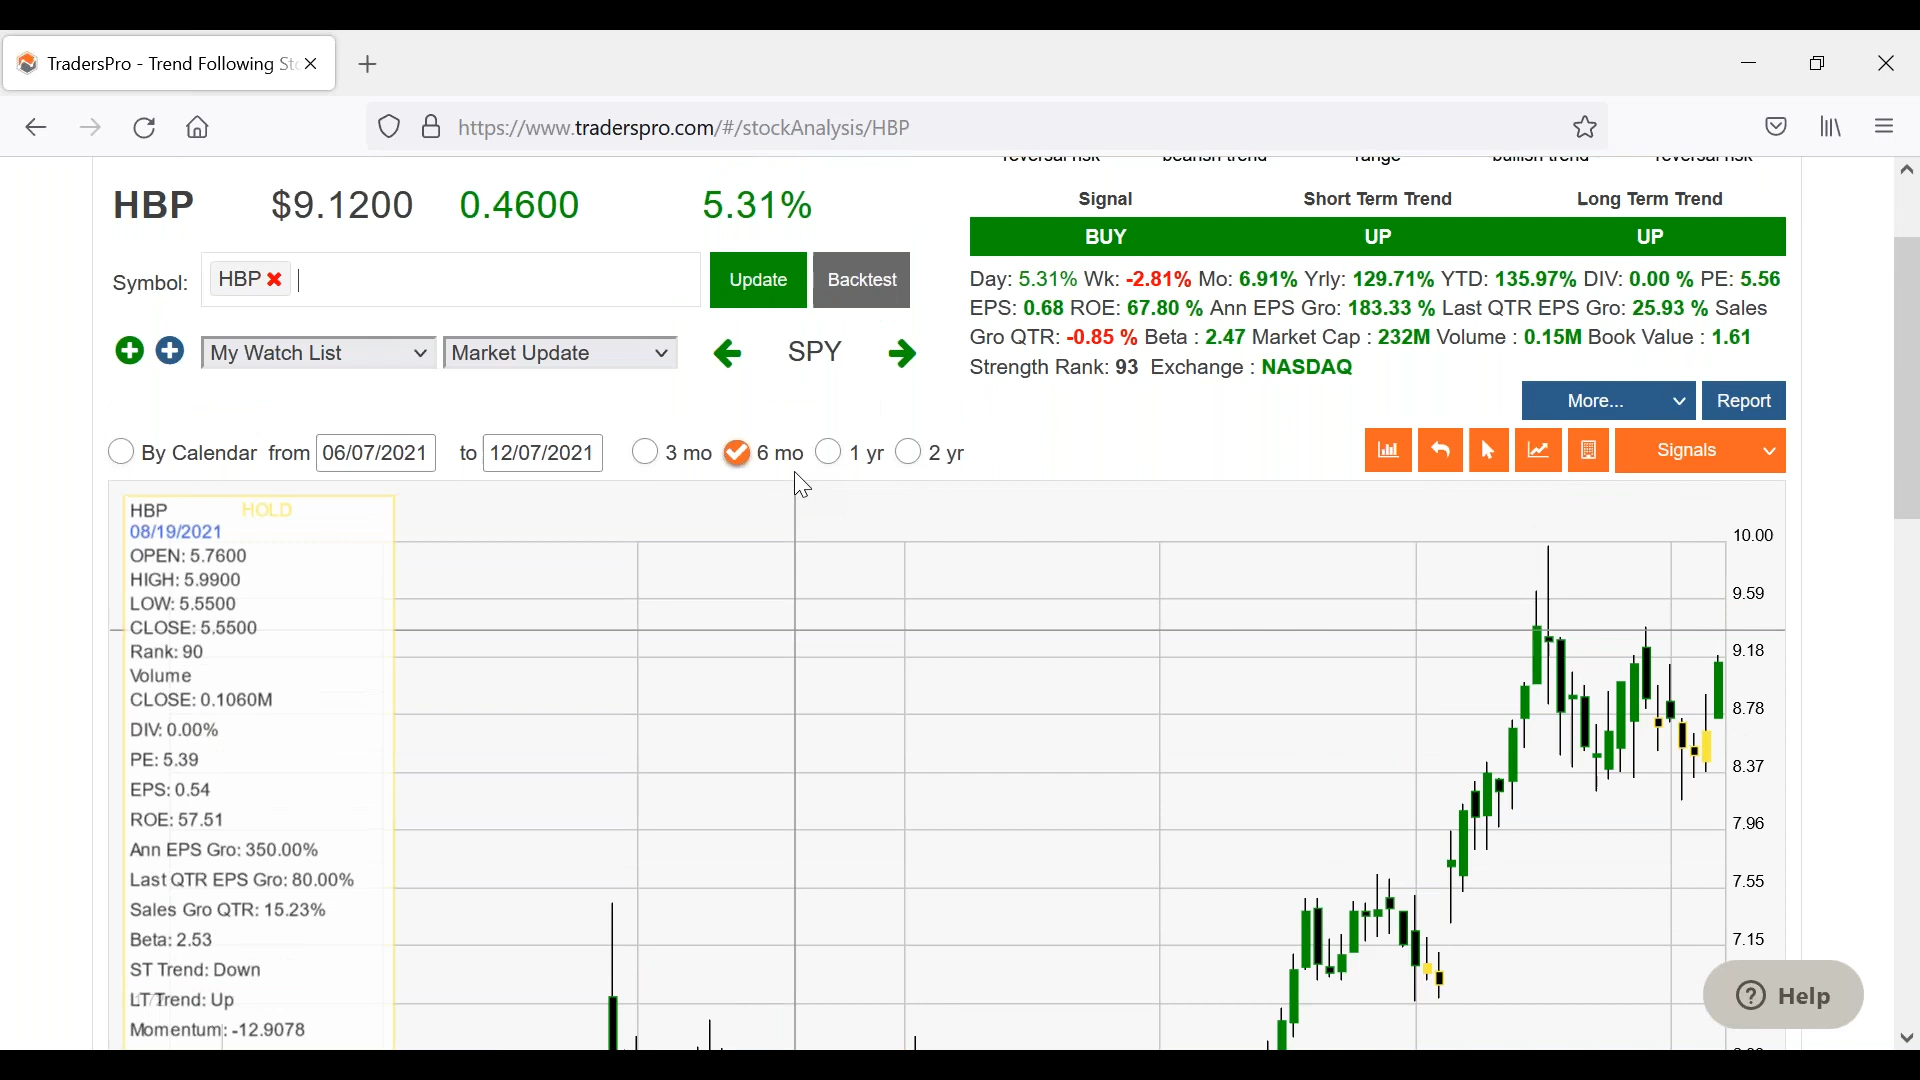 TradersPro - Trend Following Sto
https://www.traderspro.com/#/stockAnalysis/HBP
reversal risk bearish trend range bullish trend reversal risk
HBP $9.1200 0.4600 5.31%
Signal Short Term Trend Long Term Trend
BUY UP UP
Symbol: HBP Update Backtest
Day: 5.31% Wk: -2.81% Mo: 6.91% Yrly: 129.71% YTD: 135.97% DIV: 0.00 % PE: 5.56
EPS: 0.68 ROE: 67.80 % Ann EPS Gro: 183.33 % Last QTR EPS Gro: 25.93 % Sales
Gro QTR: -0.85 % Beta : 2.47 Market Cap : 232M Volume : 0.15M Book Value : 1.61
Strength Rank: 93 Exchange : NASDAQ
My Watch List Market Update SPY
More... Report
By Calendar from 06/07/2021 to 12/07/2021 3 mo 6 mo 1 yr 2 yr
Signals
HBP HOLD
08/19/2021
OPEN: 5.7600
HIGH: 5.9900
LOW: 5.5500
CLOSE: 5.5500
Rank: 90
Volume
CLOSE: 0.1060M
DIV: 0.00%
PE: 5.39
EPS: 0.54
ROE: 57.51
Ann EPS Gro: 350.00%
Last QTR EPS Gro: 80.00%
Sales Gro QTR: 15.23%
Beta: 2.53
ST Trend: Down
LT Trend: Up
Momentum: -12.9078
10.00
9.59
9.18
8.78
8.37
7.96
7.55
7.15
Help